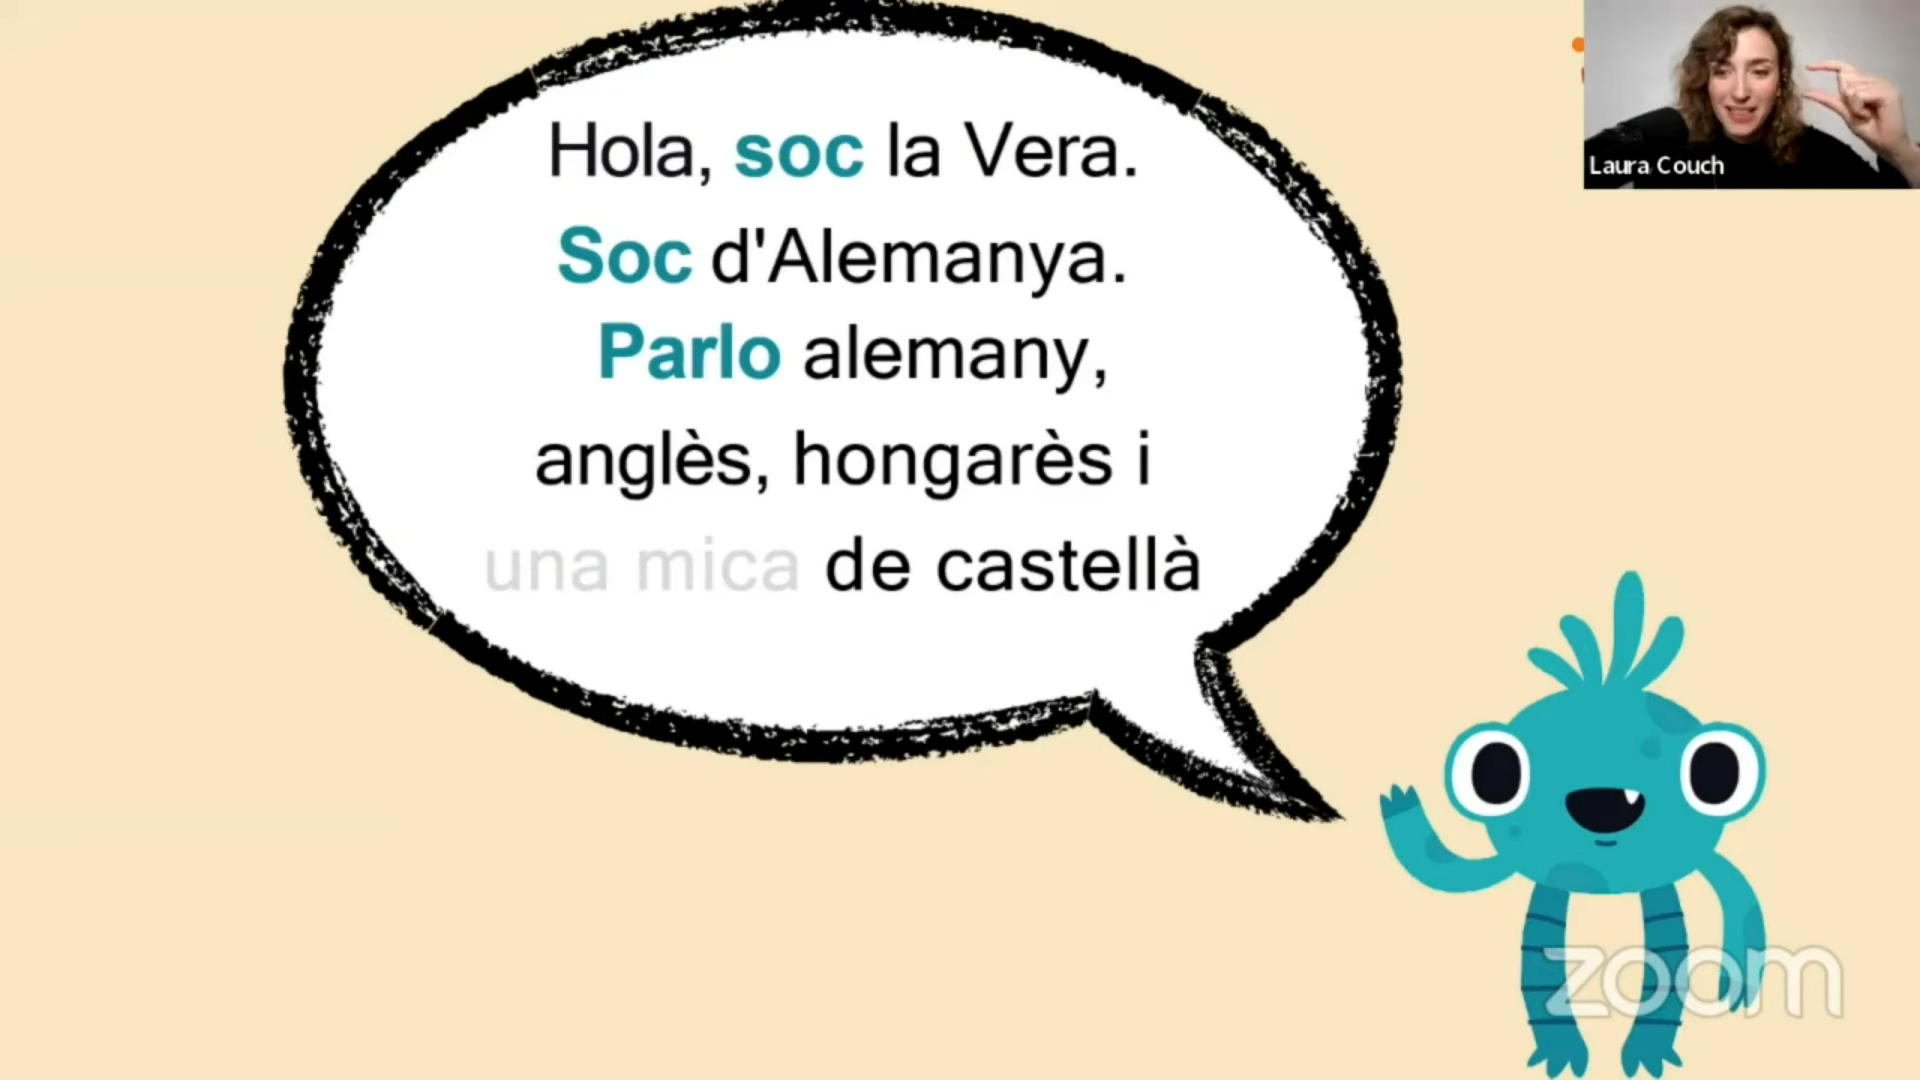 Hola, soc la Vera.
Soc d'Alemanya.
Parlo alemany,
anglès, hongarès i
una mica de castellà
Laura Couch
zoom